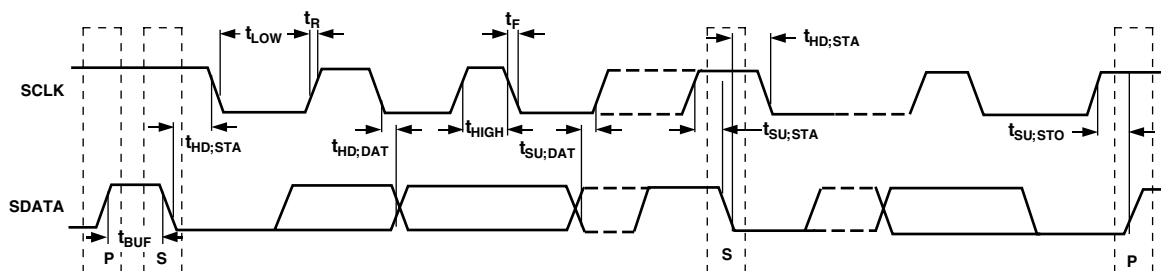 tR
tF
tLOW
tHD;STA
SCLK
tHD;STA
tHD;DAT
tHIGH
tSU;DAT
tSU;STA
tSU;STO
SDATA
tBUF
P
S
S
P